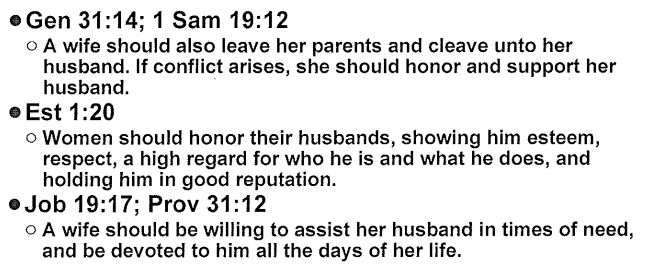 ● Gen 31:14; 1 Sam 19:12
○ A wife should also leave her parents and cleave unto her
husband. If conflict arises, she should honor and support her
husband.
● Est 1:20
○ Women should honor their husbands, showing him esteem,
respect, a high regard for who he is and what he does, and
holding him in good reputation.
● Job 19:17; Prov 31:12
○ A wife should be willing to assist her husband in times of need,
and be devoted to him all the days of her life.